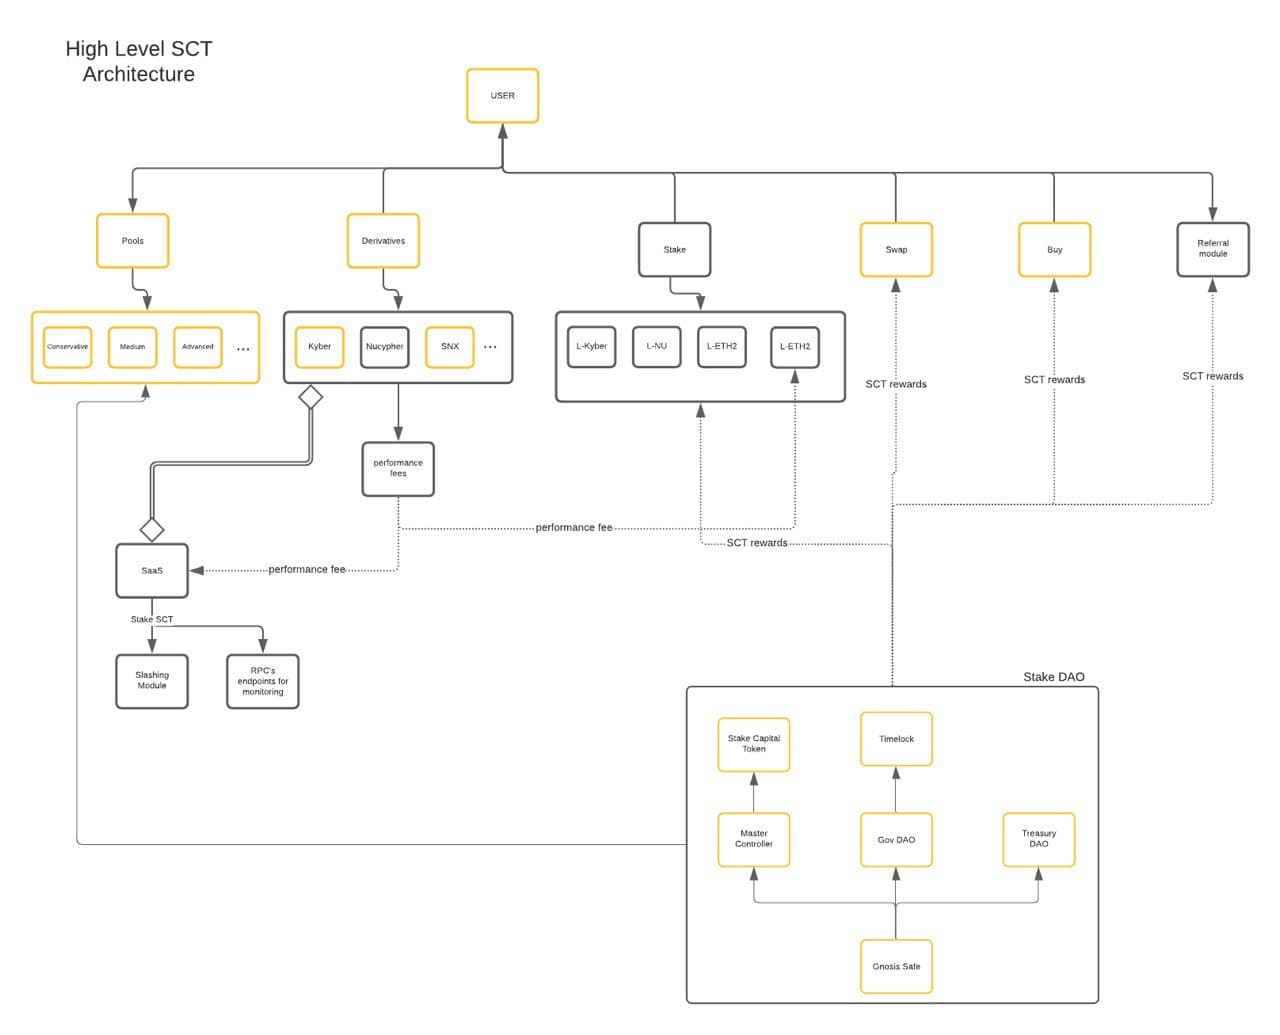 High Level SCT
Architecture
USER
Pools
Derivatives
Stake
Swap
Buy
Referral
module
Conservative
Medium
Advanced
...
Kyber
Nucypher
SNX
...
L-Kyber
L-NU
L-ETH2
L-ETH2
SCT rewards
SCT rewards
SCT rewards
performance
fees
performance fee
SCT rewards
performance fee
SaaS
Stake SCT
Slashing
Module
RPC's
endpoints for
monitoring
Stake DAO
Stake Capital
Token
Timelock
Master
Controller
Gov DAO
Treasury
DAO
Gnosis Safe